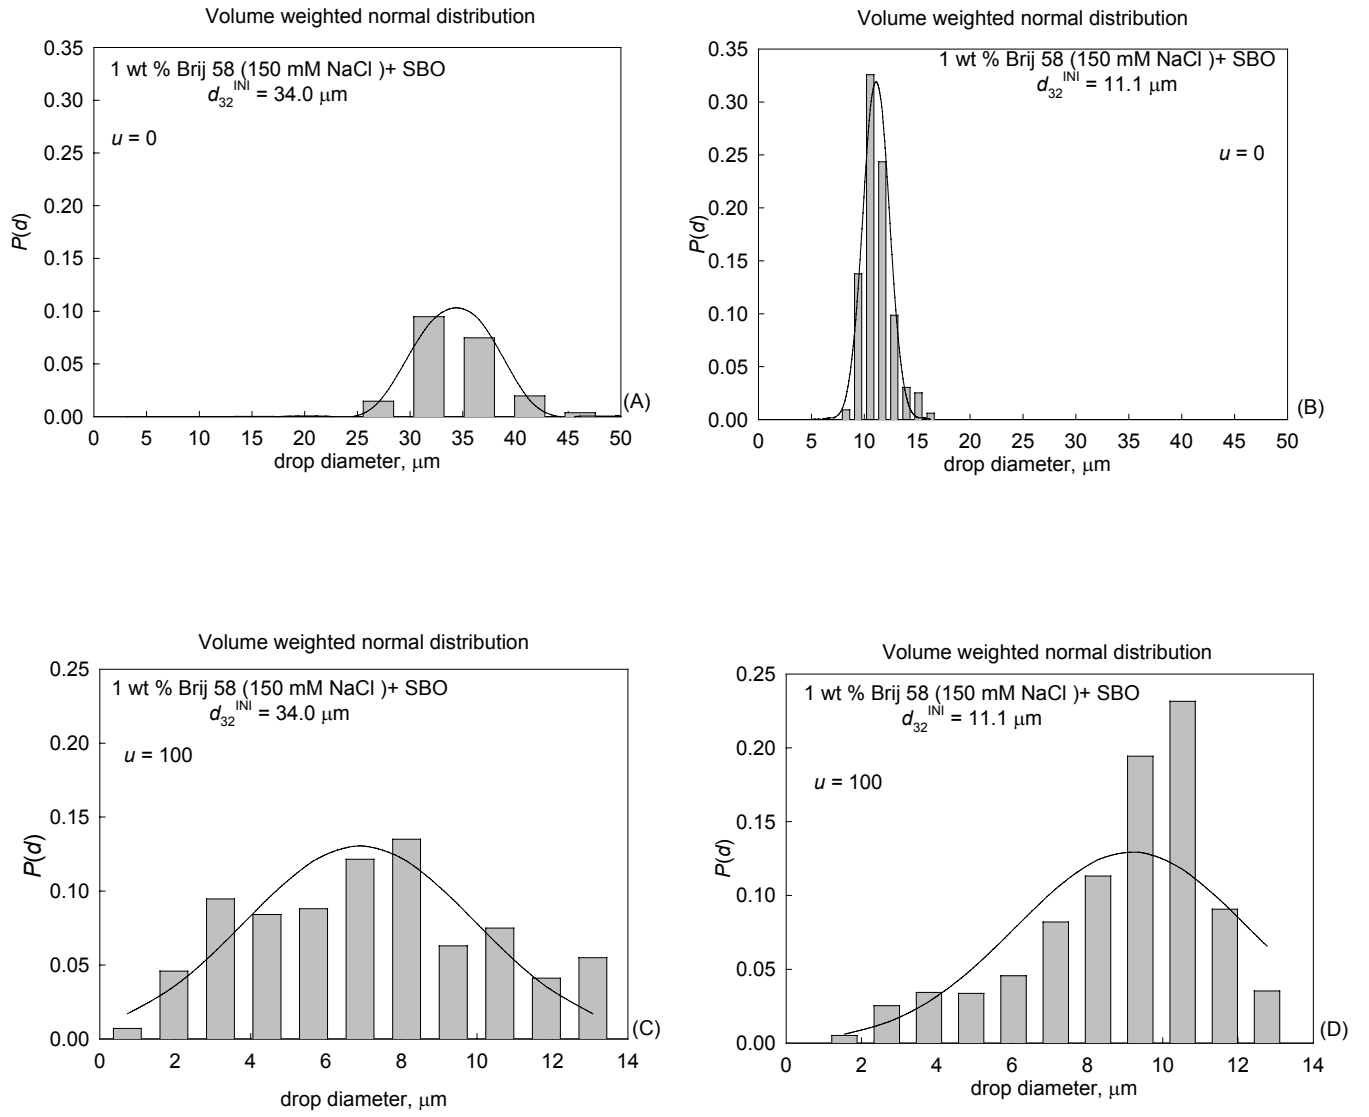 Volume weighted normal distribution
0.35
0.30
0.25
0.20
0.15
0.10
0.05
0.00
P(d)
1 wt % Brij 58 (150 mM NaCl )+ SBO
d32^INI = 34.0 μm
u = 0
(A)
0 5 10 15 20 25 30 35 40 45 50
drop diameter, μm
Volume weighted normal distribution
0.35
0.30
0.25
0.20
0.15
0.10
0.05
0.00
P(d)
1 wt % Brij 58 (150 mM NaCl )+ SBO
d32^INI = 11.1 μm
u = 0
(B)
0 5 10 15 20 25 30 35 40 45 50
drop diameter, μm
Volume weighted normal distribution
0.25
0.20
0.15
0.10
0.05
0.00
P(d)
1 wt % Brij 58 (150 mM NaCl )+ SBO
d32^INI = 34.0 μm
u = 100
(C)
0 2 4 6 8 10 12 14
drop diameter, μm
Volume weighted normal distribution
0.25
0.20
0.15
0.10
0.05
0.00
P(d)
1 wt % Brij 58 (150 mM NaCl )+ SBO
d32^INI = 11.1 μm
u = 100
(D)
0 2 4 6 8 10 12 14
drop diameter, μm